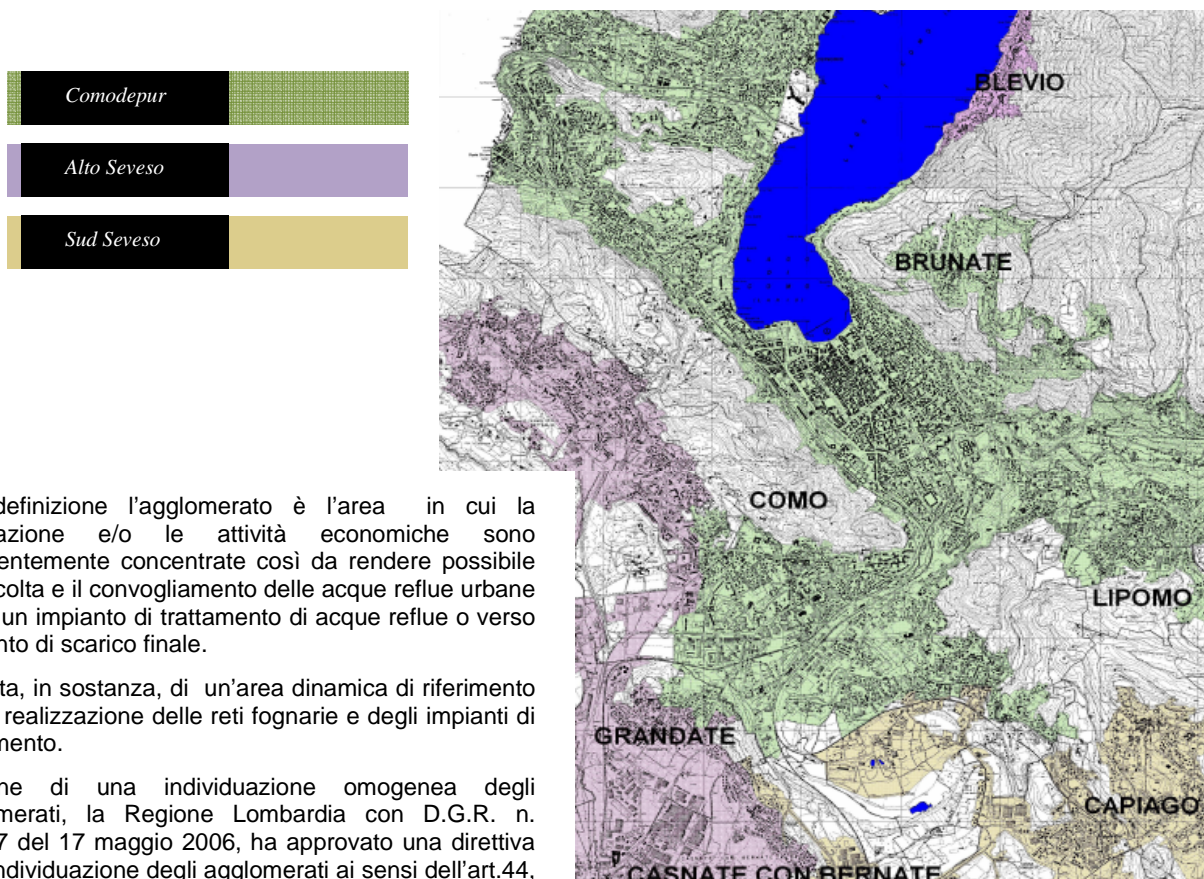 Comodepur
Alto Seveso
Sud Seveso
BLEVIO
BRUNATE
COMO
LIPOMO
GRANDATE
CAPIAGO
CASNATE CON BERNATE
definizione l'agglomerato è l'area in cui la
azione e/o le attività economiche sono
entemente concentrate così da rendere possibile
colta e il convogliamento delle acque reflue urbane
un impianto di trattamento di acque reflue o verso
nto di scarico finale.
ta, in sostanza, di un'area dinamica di riferimento
realizzazione delle reti fognarie e degli impianti di
mento.
ne di una individuazione omogenea degli
merati, la Regione Lombardia con D.G.R. n.
7 del 17 maggio 2006, ha approvato una direttiva
ndividuazione degli agglomerati ai sensi dell'art.44,